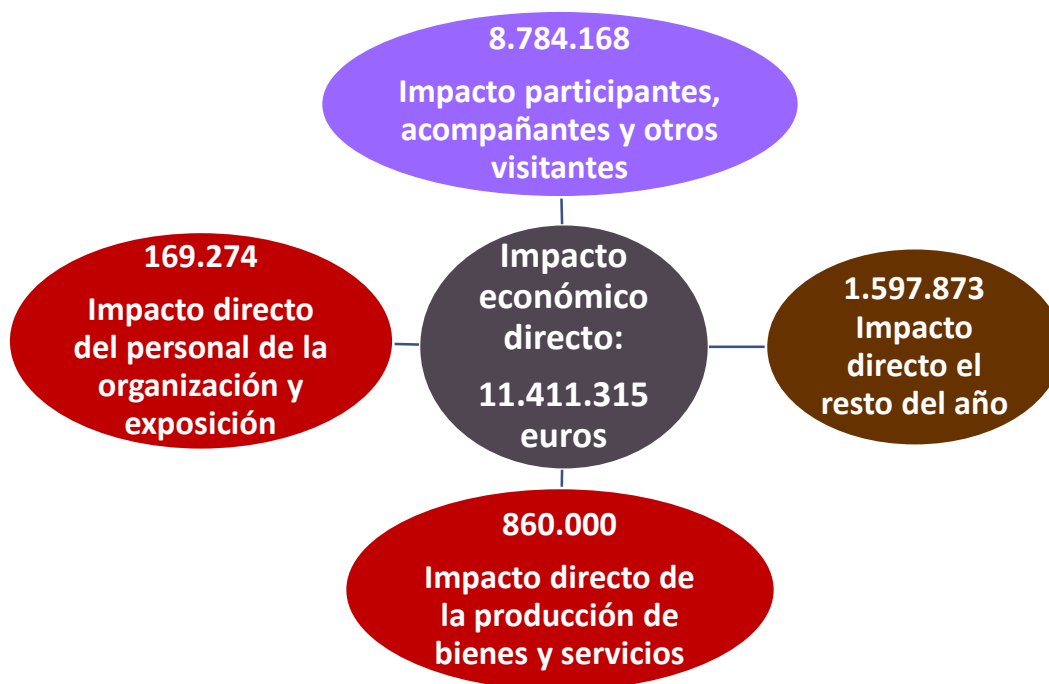 8.784.168
Impacto participantes,
acompañantes y otros
visitantes
169.274
Impacto directo
del personal de la
organización y
exposición
Impacto
económico
directo:
11.411.315
euros
1.597.873
Impacto
directo el
resto del año
860.000
Impacto directo de
la producción de
bienes y servicios